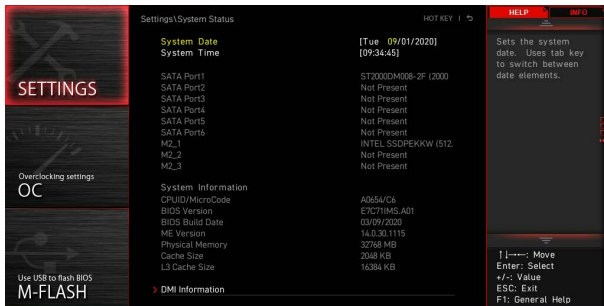 Settings\System Status
HOT KEY |
HELP
INFO
System Date [Tue 09/01/2020]
System Time [09:34:45]
SATA Port1 ST2000DM008-2F (2000
SATA Port2 Not Present
SATA Port3 Not Present
SATA Port4 Not Present
SATA Port5 Not Present
SATA Port6 Not Present
M2_1 INTEL SSDPEKKW (512.
M2_2 Not Present
M2_3 Not Present
System Information
CPUID/MicroCode A0654/C6
BIOS Version E7C71IMS.A01
BIOS Build Date 03/09/2020
ME Version 14.0.30.1115
Physical Memory 32768 MB
Cache Size 2048 KB
L3 Cache Size 16384 KB
DMI Information
SETTINGS
Overclocking settings
OC
Use USB to flash BIOS
M-FLASH
Sets the system
date. Uses tab key
to switch between
date elements.
↑↓→←: Move
Enter: Select
+/-: Value
ESC: Exit
F1: General Help